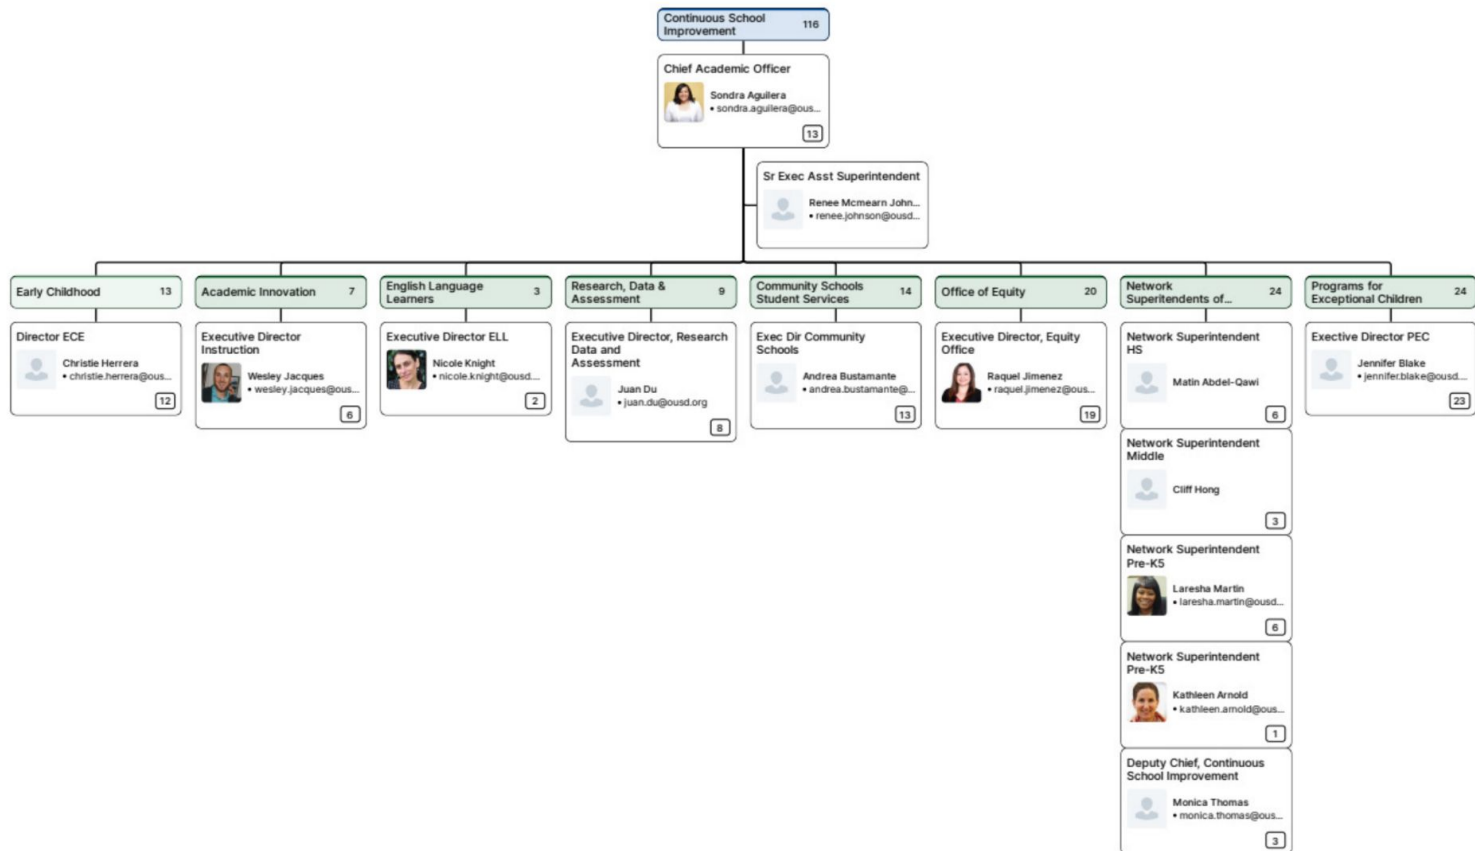 Continuous School
Improvement
116
Chief Academic Officer
Sondra Aguilera
• sondra.aguilera@ous...
13
Sr Exec Asst Superintendent
Renee Mcmearn John...
• renee.johnson@ousd...
Early Childhood
13
Director ECE
Christie Herrera
• christie.herrera@ous...
12
Academic Innovation
7
Executive Director
Instruction
Wesley Jacques
• wesley.jacques@ous...
6
English Language
Learners
3
Executive Director ELL
Nicole Knight
• nicole.knight@ousd....
2
Research, Data &
Assessment
9
Executive Director, Research
Data and
Assessment
Juan Du
• juan.du@ousd.org
8
Community Schools
Student Services
14
Exec Dir Community
Schools
Andrea Bustamante
• andrea.bustamante@...
13
Office of Equity
20
Executive Director, Equity
Office
Raquel Jimenez
• raquel.jimenez@ous...
19
Network
Superitendents of...
24
Network Superintendent
HS
Matin Abdel-Qawi
6
Network Superintendent
Middle
Cliff Hong
3
Network Superintendent
Pre-K5
Laresha Martin
• laresha.martin@ousd...
6
Network Superintendent
Pre-K5
Kathleen Arnold
• kathleen.arnold@ous...
1
Deputy Chief, Continuous
School Improvement
Monica Thomas
• monica.thomas@ous...
3
Programs for
Exceptional Children
24
Exective Director PEC
Jennifer Blake
• jennifer.blake@ousd....
23